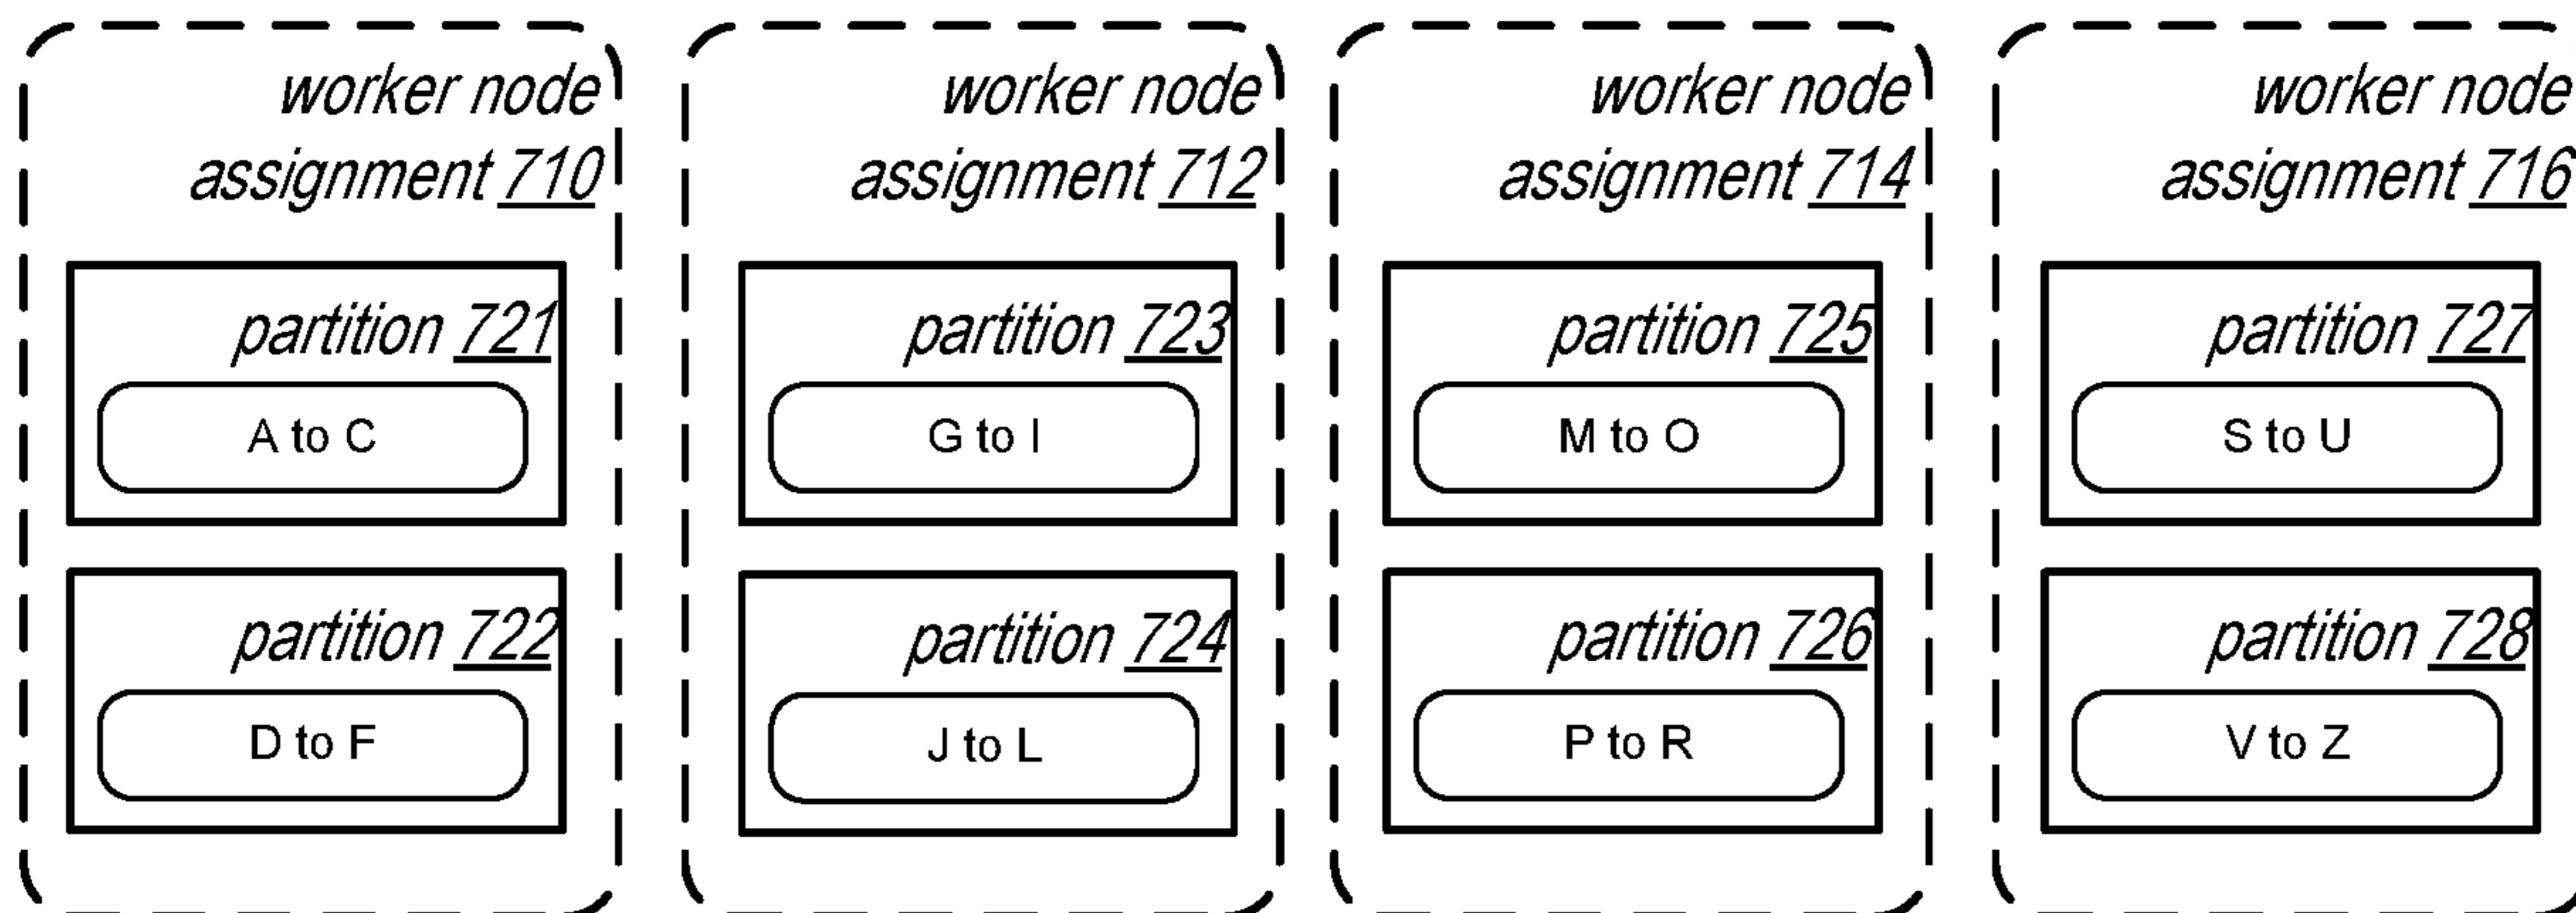 worker node
assignment 710
partition 721
A to C
partition 722
D to F
worker node
assignment 712
partition 723
G to I
partition 724
J to L
worker node
assignment 714
partition 725
M to O
partition 726
P to R
worker node
assignment 716
partition 727
S to U
partition 728
V to Z